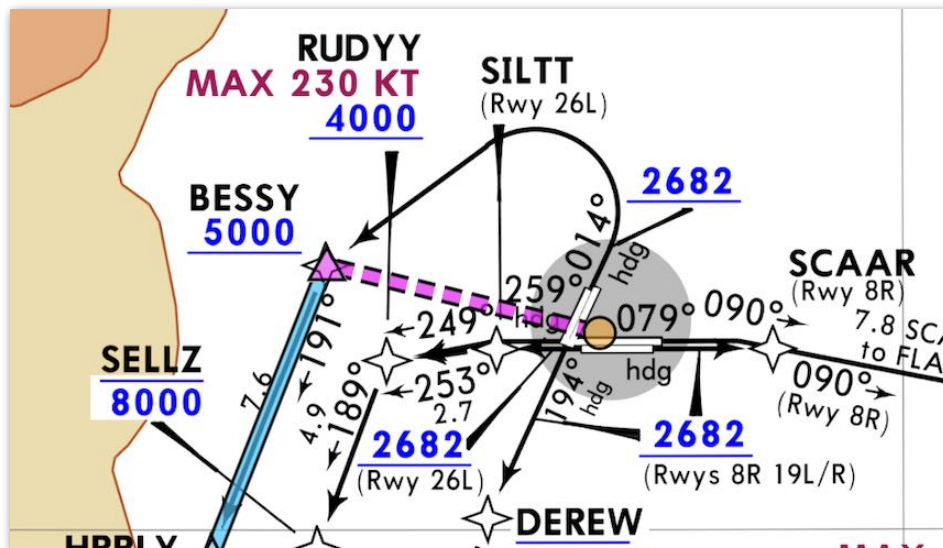 RUDYY
MAX 230 KT
4000
SILTT
(Rwy 26L)
2682
BESSY
5000
014°
hdg
SCAAR
(Rwy 8R)
259°
hdg
079°
090°
7.8 SCA
to FLA
249°
191°
SELLZ
8000
7.6
4.9
189°
253°
2.7
194°
hdg
hdg
090°
(Rwy 8R)
2682
(Rwy 26L)
2682
(Rwys 8R 19L/R)
DEREW